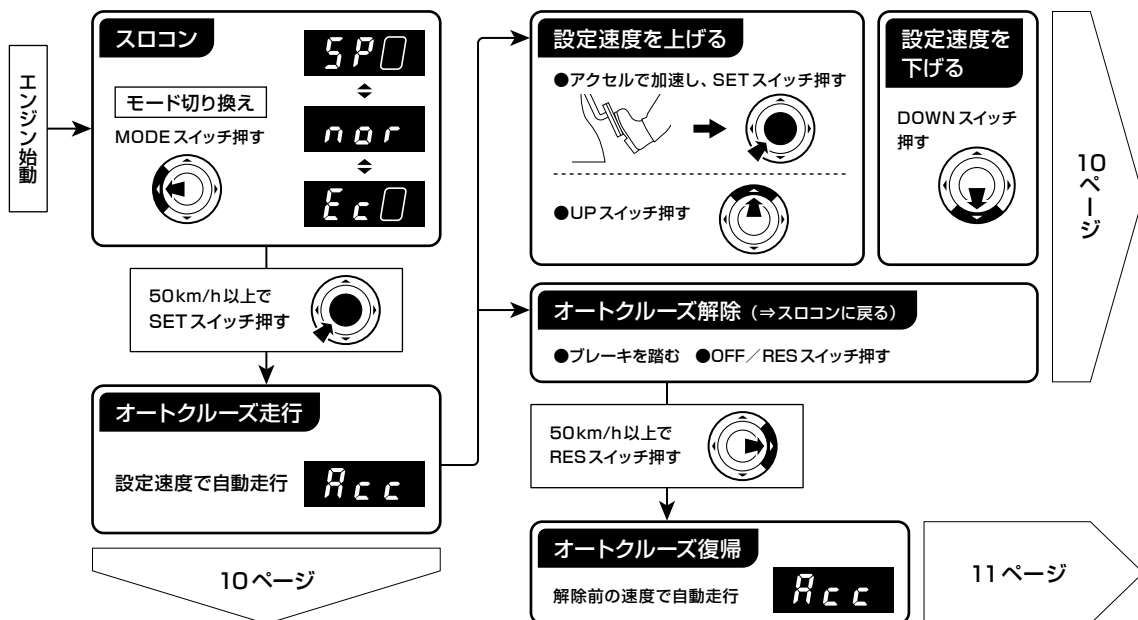 エンジン始動
スロコン
モード切り換え
MODEスイッチ押す
SP0
nor
Ec0
50km/h以上で
SETスイッチ押す
オートクルーズ走行
設定速度で自動走行
Acc
10ページ
設定速度を上げる
●アクセルで加速し、SETスイッチ押す
●UPスイッチ押す
設定速度を
下げる
DOWNスイッチ
押す
10ページ
オートクルーズ解除（⇒スロコンに戻る）
●ブレーキを踏む ●OFF／RESスイッチ押す
50km/h以上で
RESスイッチ押す
オートクルーズ復帰
解除前の速度で自動走行
Acc
11ページ